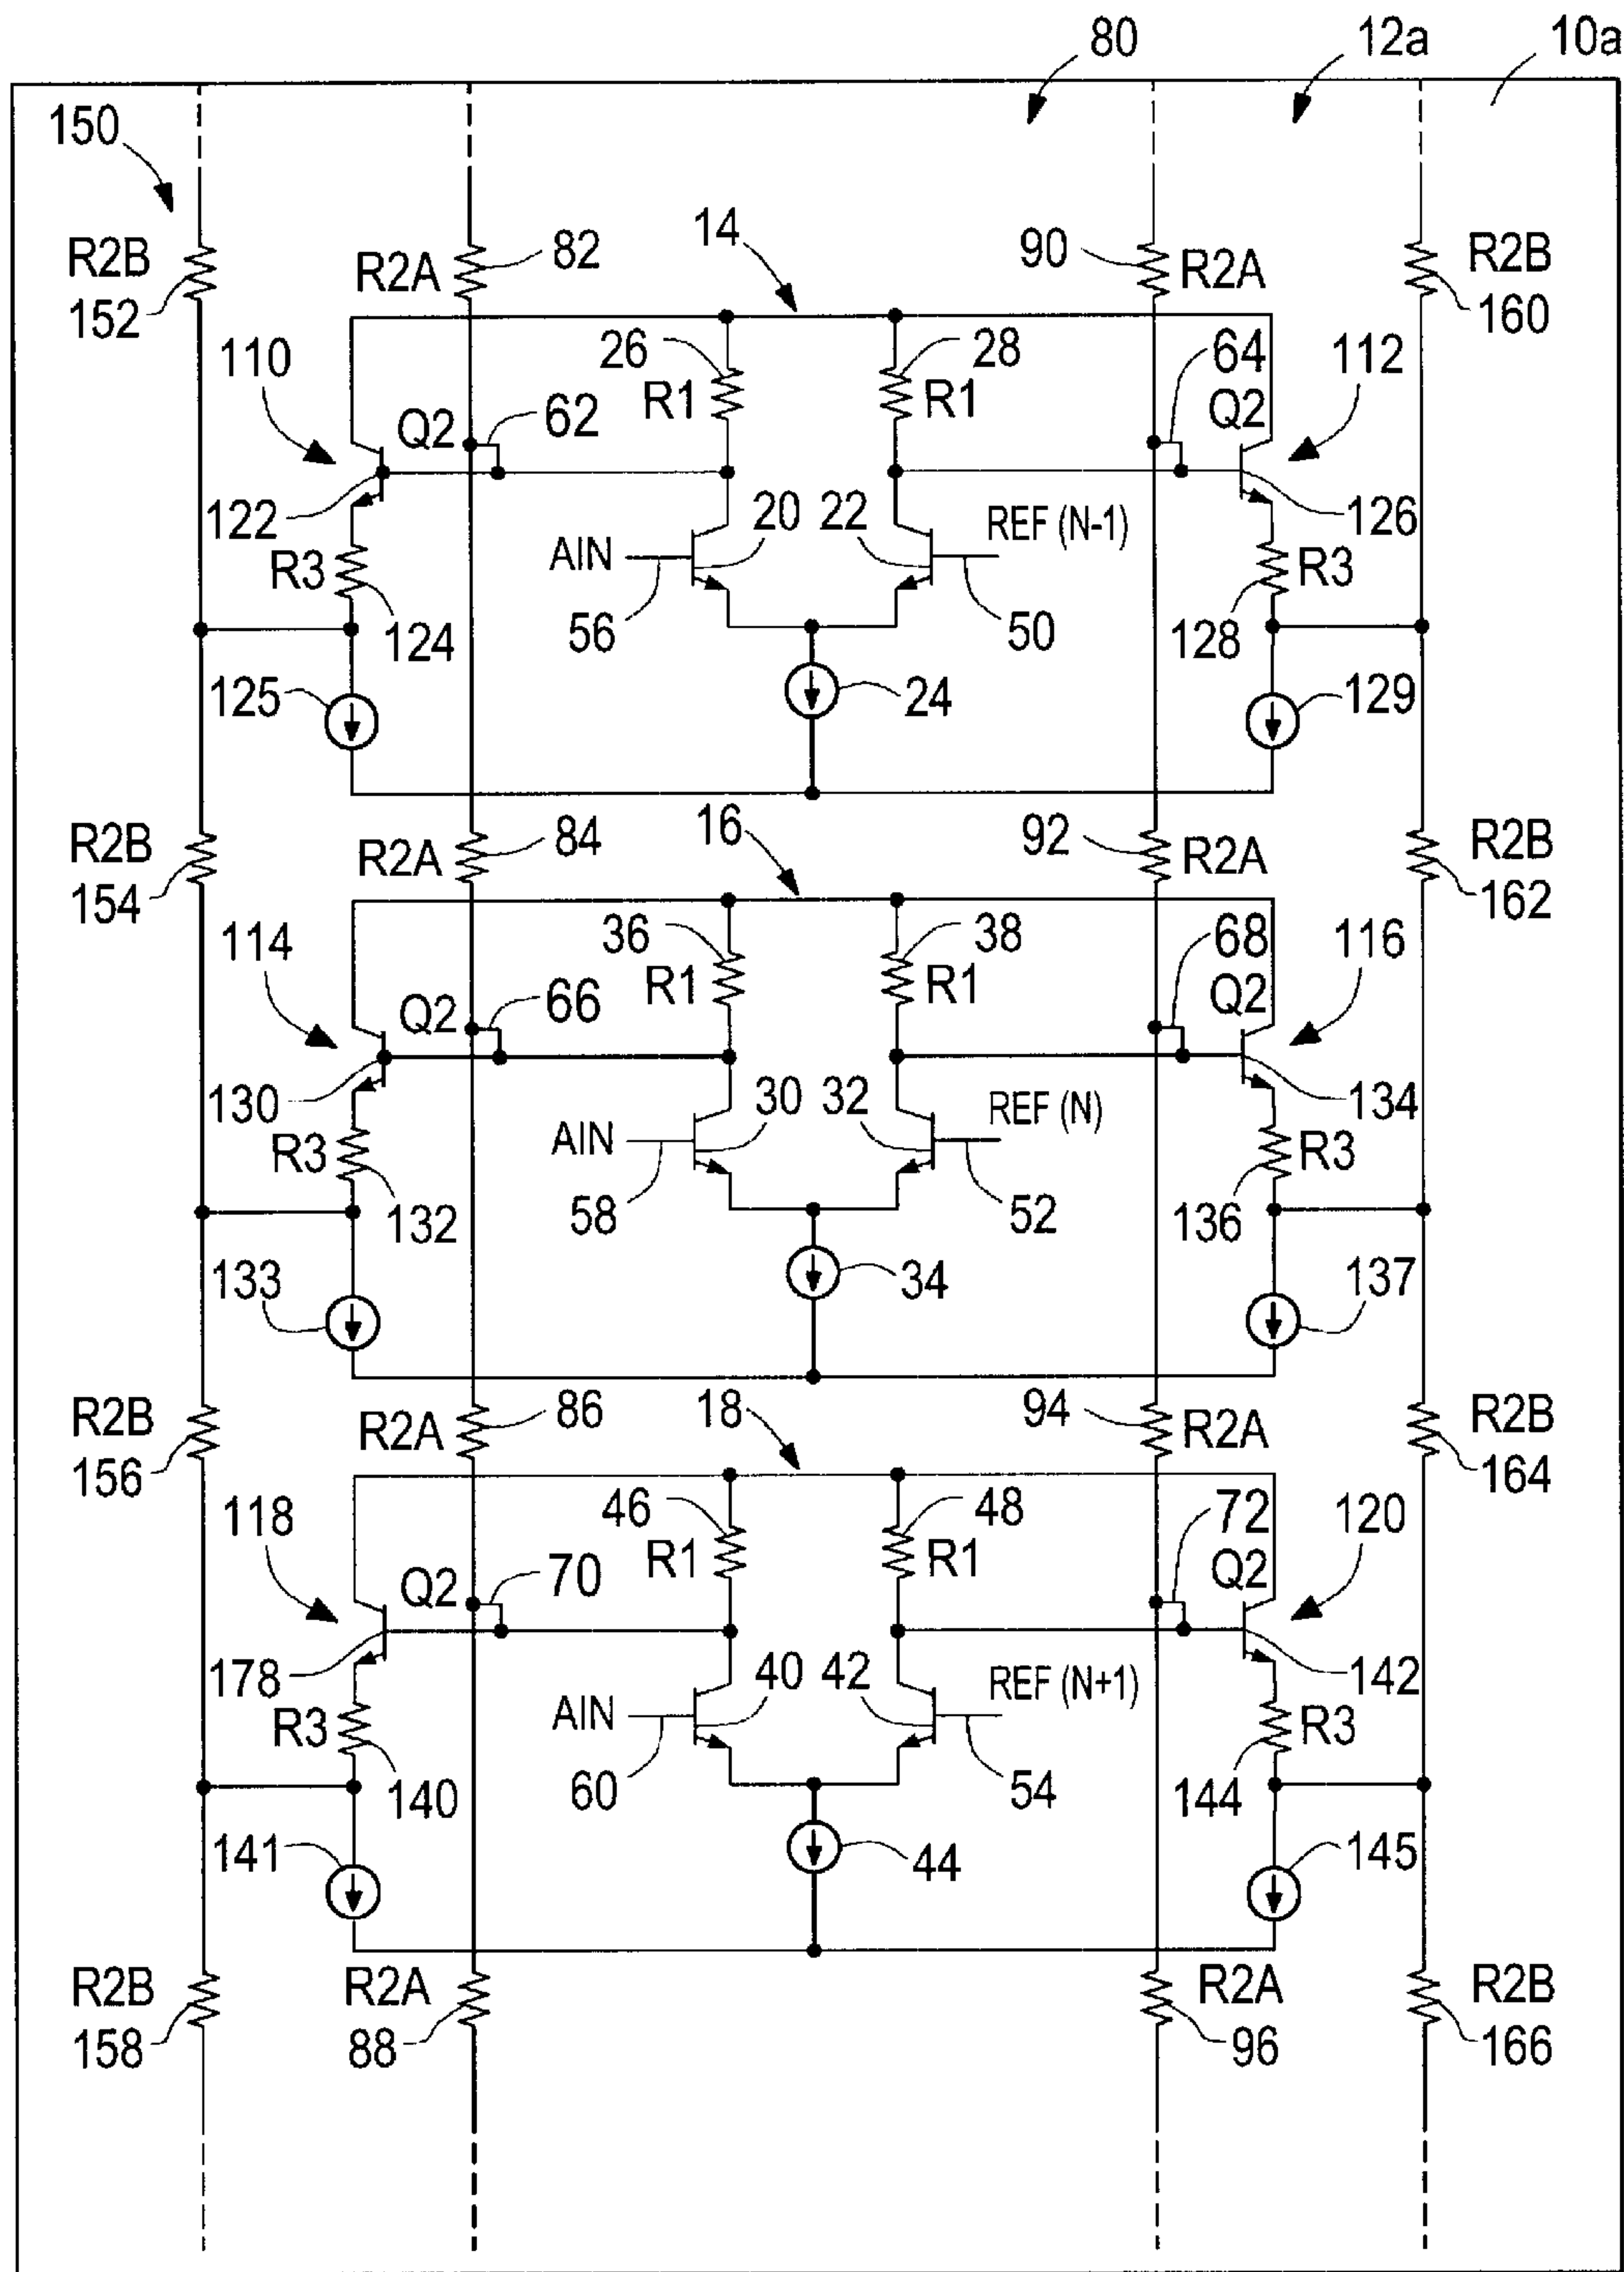 80
12a
10a
150
R2B
152
R2A
82
14
90
R2A
R2B
160
110
Q2
62
26
R1
28
R1
64
Q2
112
122
R3
124
AIN
56
20
22
REF (N-1)
50
126
R3
128
125
24
129
R2B
154
R2A
84
16
92
R2A
R2B
162
114
Q2
66
36
R1
38
R1
68
Q2
116
130
R3
132
AIN
58
30
32
REF (N)
52
134
R3
136
133
34
137
R2B
156
R2A
86
18
94
R2A
R2B
164
118
Q2
70
46
R1
48
R1
72
Q2
120
178
R3
140
AIN
60
40
42
REF (N+1)
54
142
R3
144
141
44
145
R2B
158
R2A
88
R2A
96
R2B
166